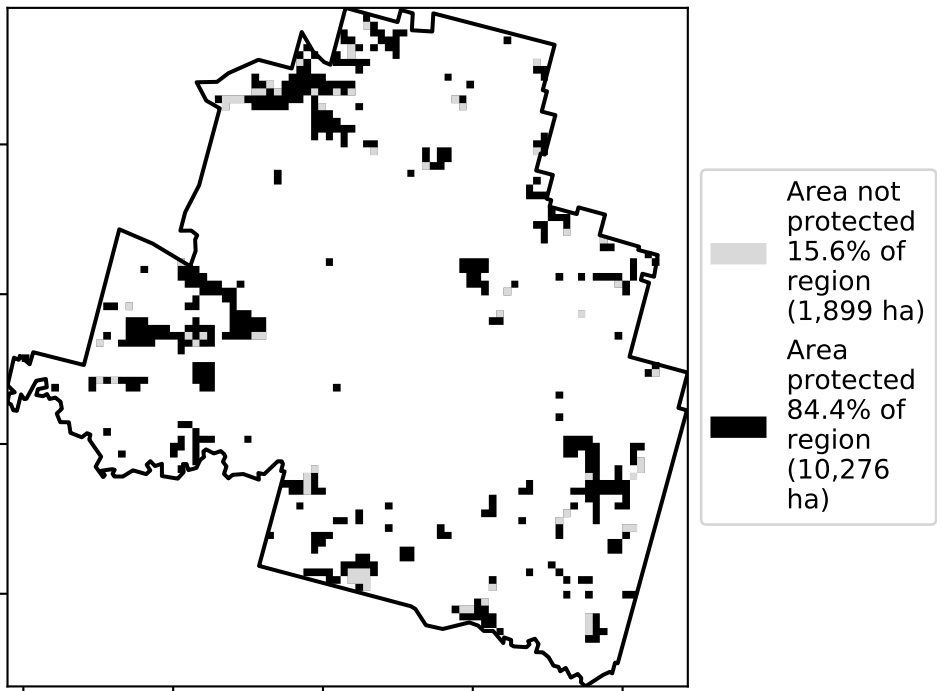 Area not
protected
15.6% of
region
(1,899 ha)
Area
protected
84.4% of
region
(10,276
ha)